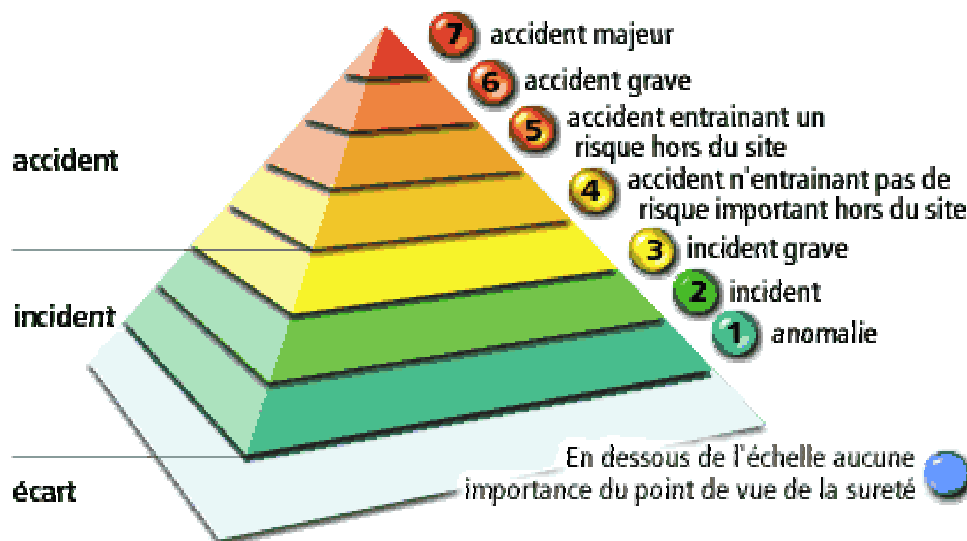 7 accident majeur
6 accident grave
5 accident entrainant un
risque hors du site
4 accident n'entrainant pas de
risque important hors du site
3 incident grave
2 incident
1 anomalie
En dessous de l'échelle aucune
importance du point de vue de la sureté
accident
incident
écart